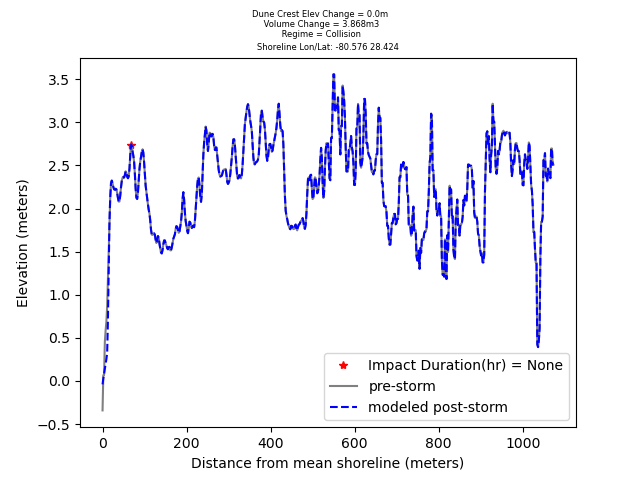 Dune Crest Elev Change = 0.0m
Volume Change = 3.868m3
Regime = Collision
Shoreline Lon/Lat: -80.576 28.424
3.5
3.0
2.5
2.0
1.5
1.0
0.5
0.0
−0.5
Elevation (meters)
Impact Duration(hr) = None
pre-storm
modeled post-storm
0
200
400
600
800
1000
Distance from mean shoreline (meters)